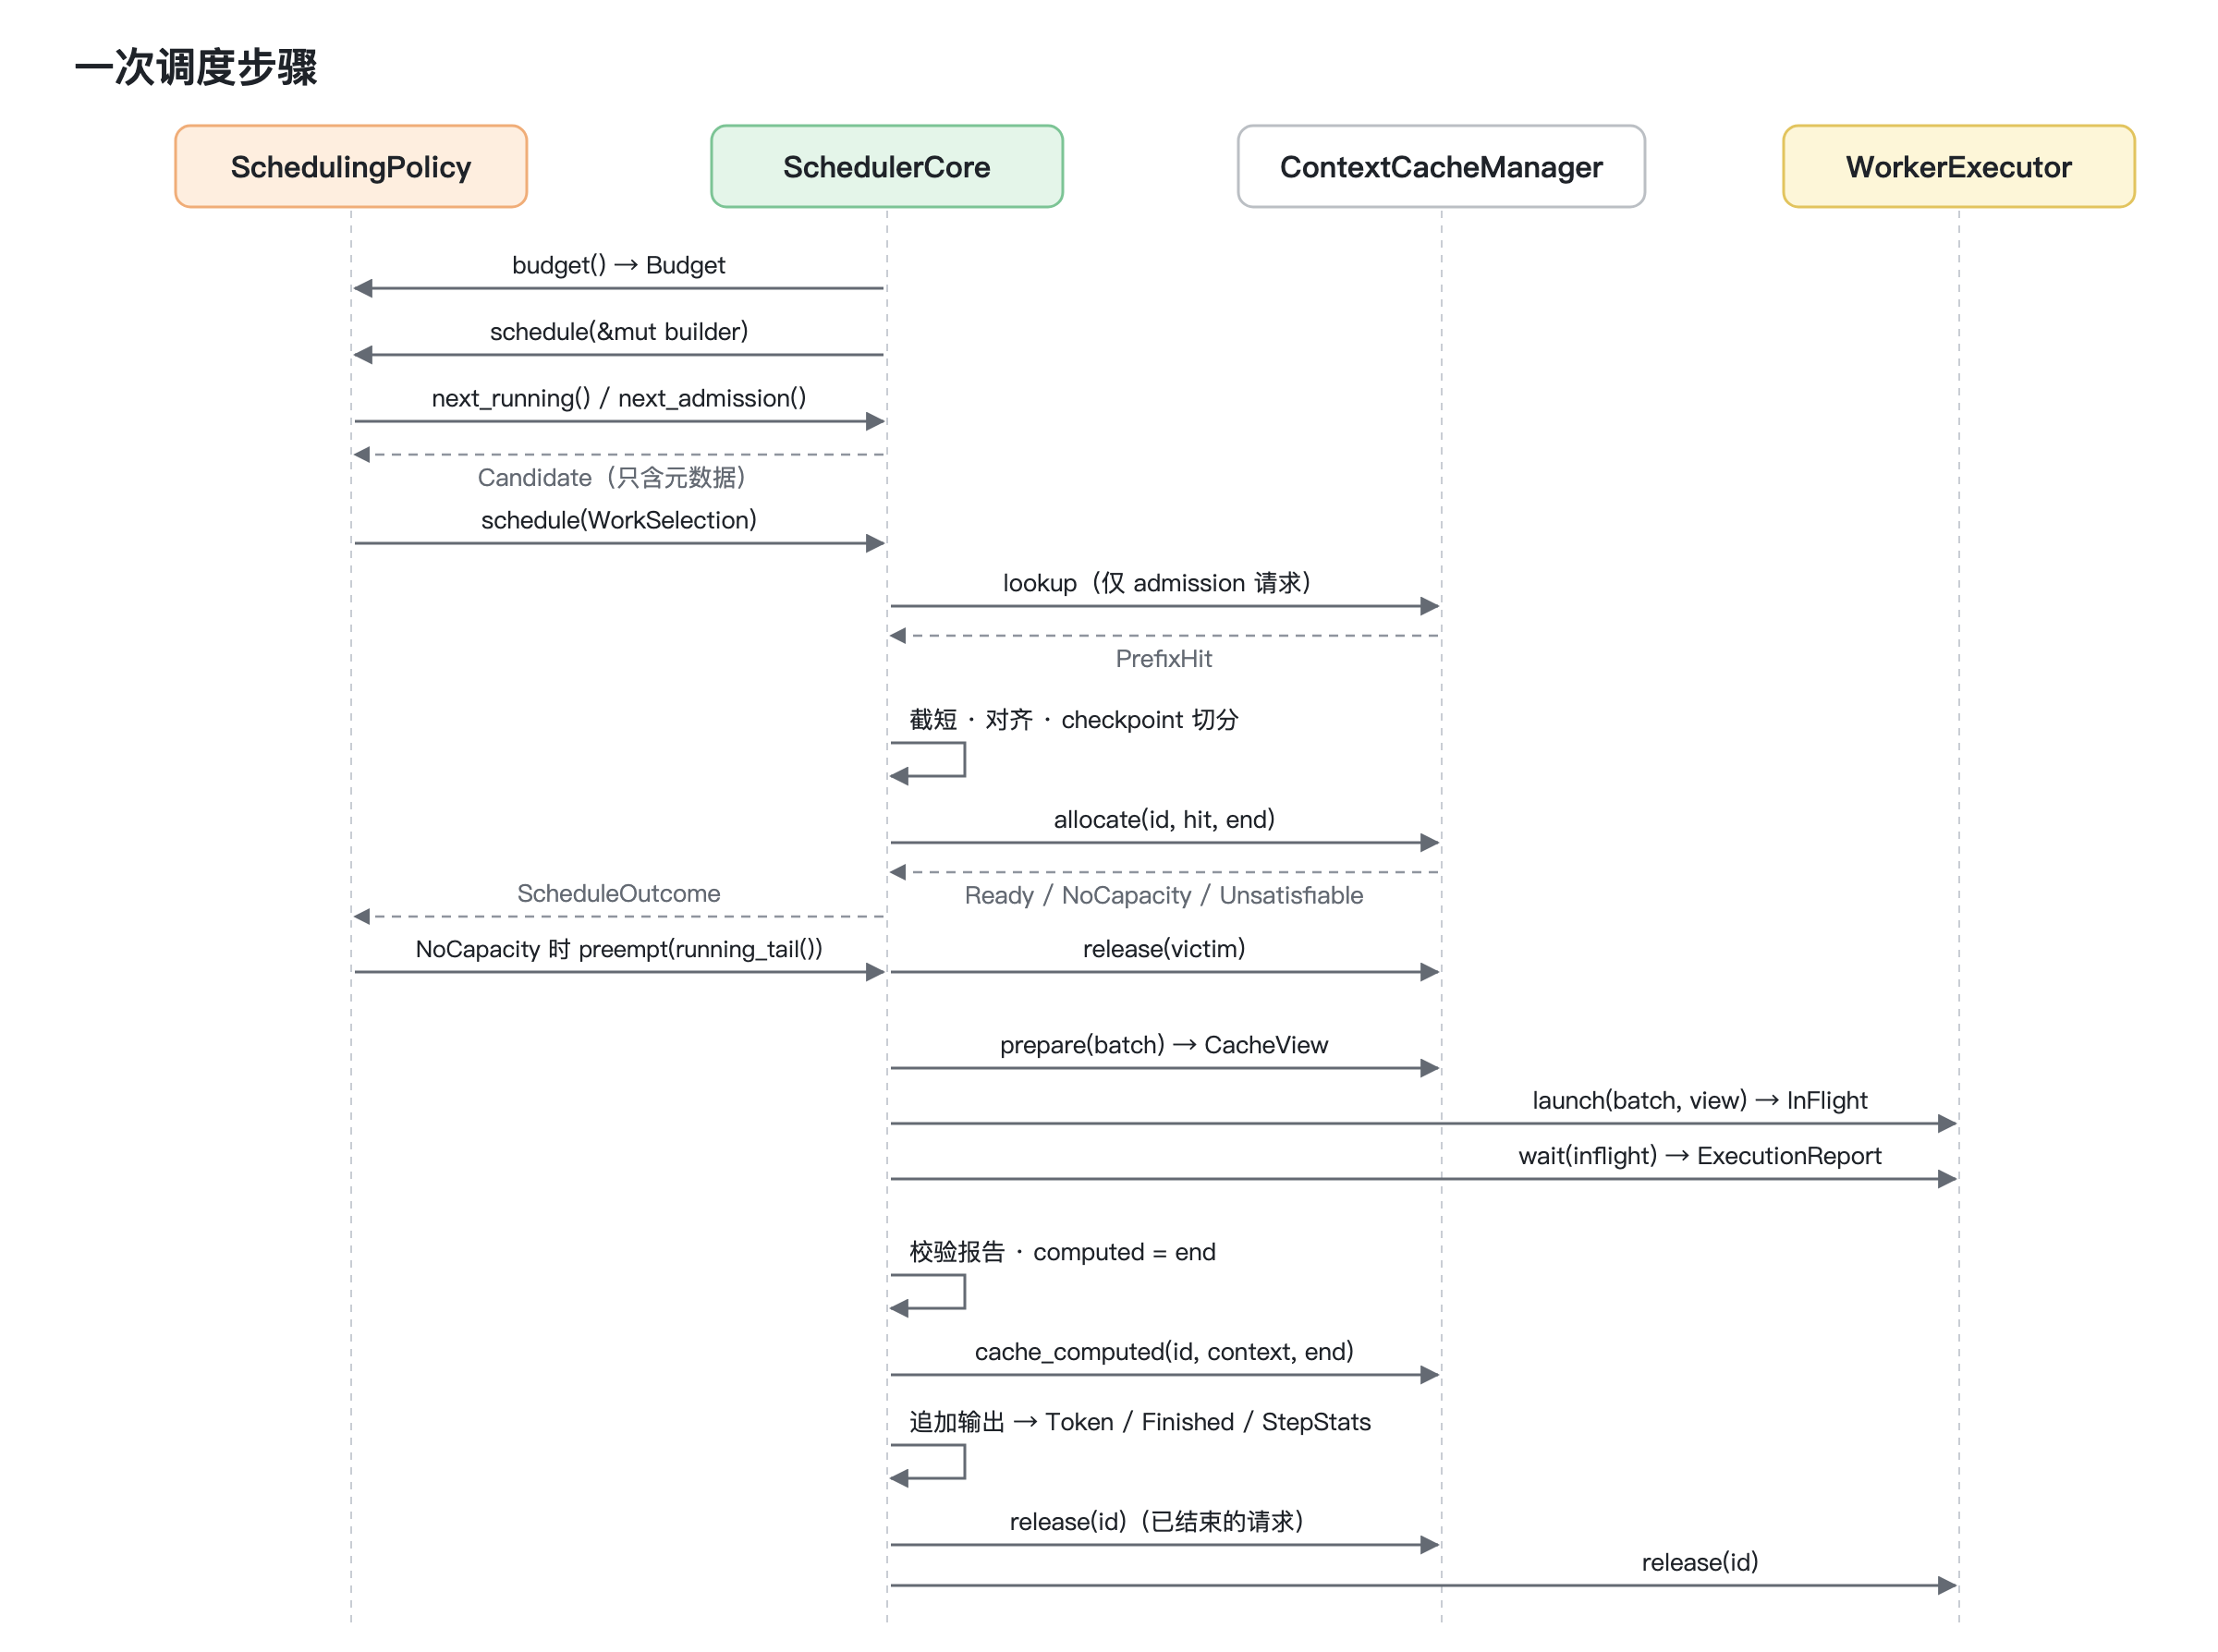 一次调度步骤
SchedulingPolicy
SchedulerCore
ContextCacheManager
WorkerExecutor
budget() → Budget
schedule(&mut builder)
next_running() / next_admission()
Candidate（只含元数据）
schedule(WorkSelection)
lookup（仅 admission 请求）
PrefixHit
截短 · 对齐 · checkpoint 切分
allocate(id, hit, end)
ScheduleOutcome
Ready / NoCapacity / Unsatisfiable
NoCapacity 时 preempt(running_tail())
release(victim)
prepare(batch) → CacheView
launch(batch, view) → InFlight
wait(inflight) → ExecutionReport
校验报告 · computed = end
cache_computed(id, context, end)
追加输出 → Token / Finished / StepStats
release(id)（已结束的请求）
release(id)